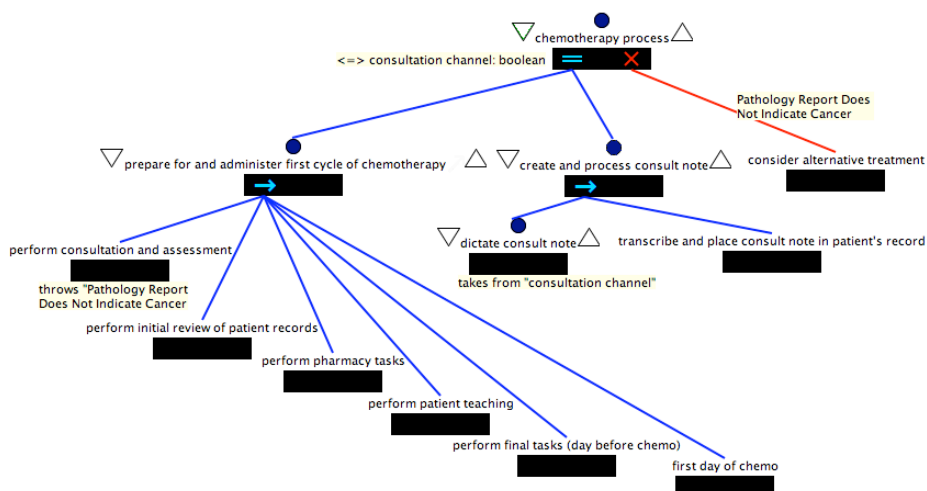 chemotherapy process
<=> consultation channel: boolean
Pathology Report Does
Not Indicate Cancer
prepare for and administer first cycle of chemotherapy
create and process consult note
consider alternative treatment
perform consultation and assessment
throws "Pathology Report
Does Not Indicate Cancer
dictate consult note
takes from "consultation channel"
transcribe and place consult note in patient's record
perform initial review of patient records
perform pharmacy tasks
perform patient teaching
perform final tasks (day before chemo)
first day of chemo